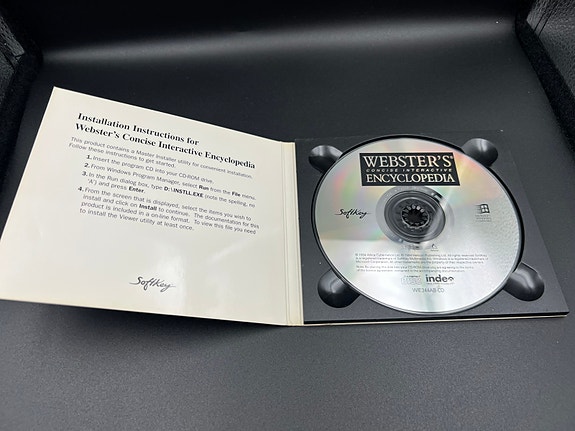 Installation Instructions for
Webster's Concise Interactive Encyclopedia
This product contains a Master Installer utility for convenient installation.
Follow these instructions to get started.
1. Insert the program CD into your CD-ROM drive.
2. From Windows Program Manager, select Run from the File menu.
3. In the Run dialog box, type D:\INSTLL.EXE (note the spelling, no
'A') and press Enter.
4. From the screen that is displayed, select the items you wish to
install and click on Install to continue. The documentation for this
product is included in a on-line format. To view this file you need
to install the Viewer utility at least once.
SoftKey
WEBSTER'S
CONCISE INTERACTIVE
ENCYCLOPEDIA
SoftKey
indeo